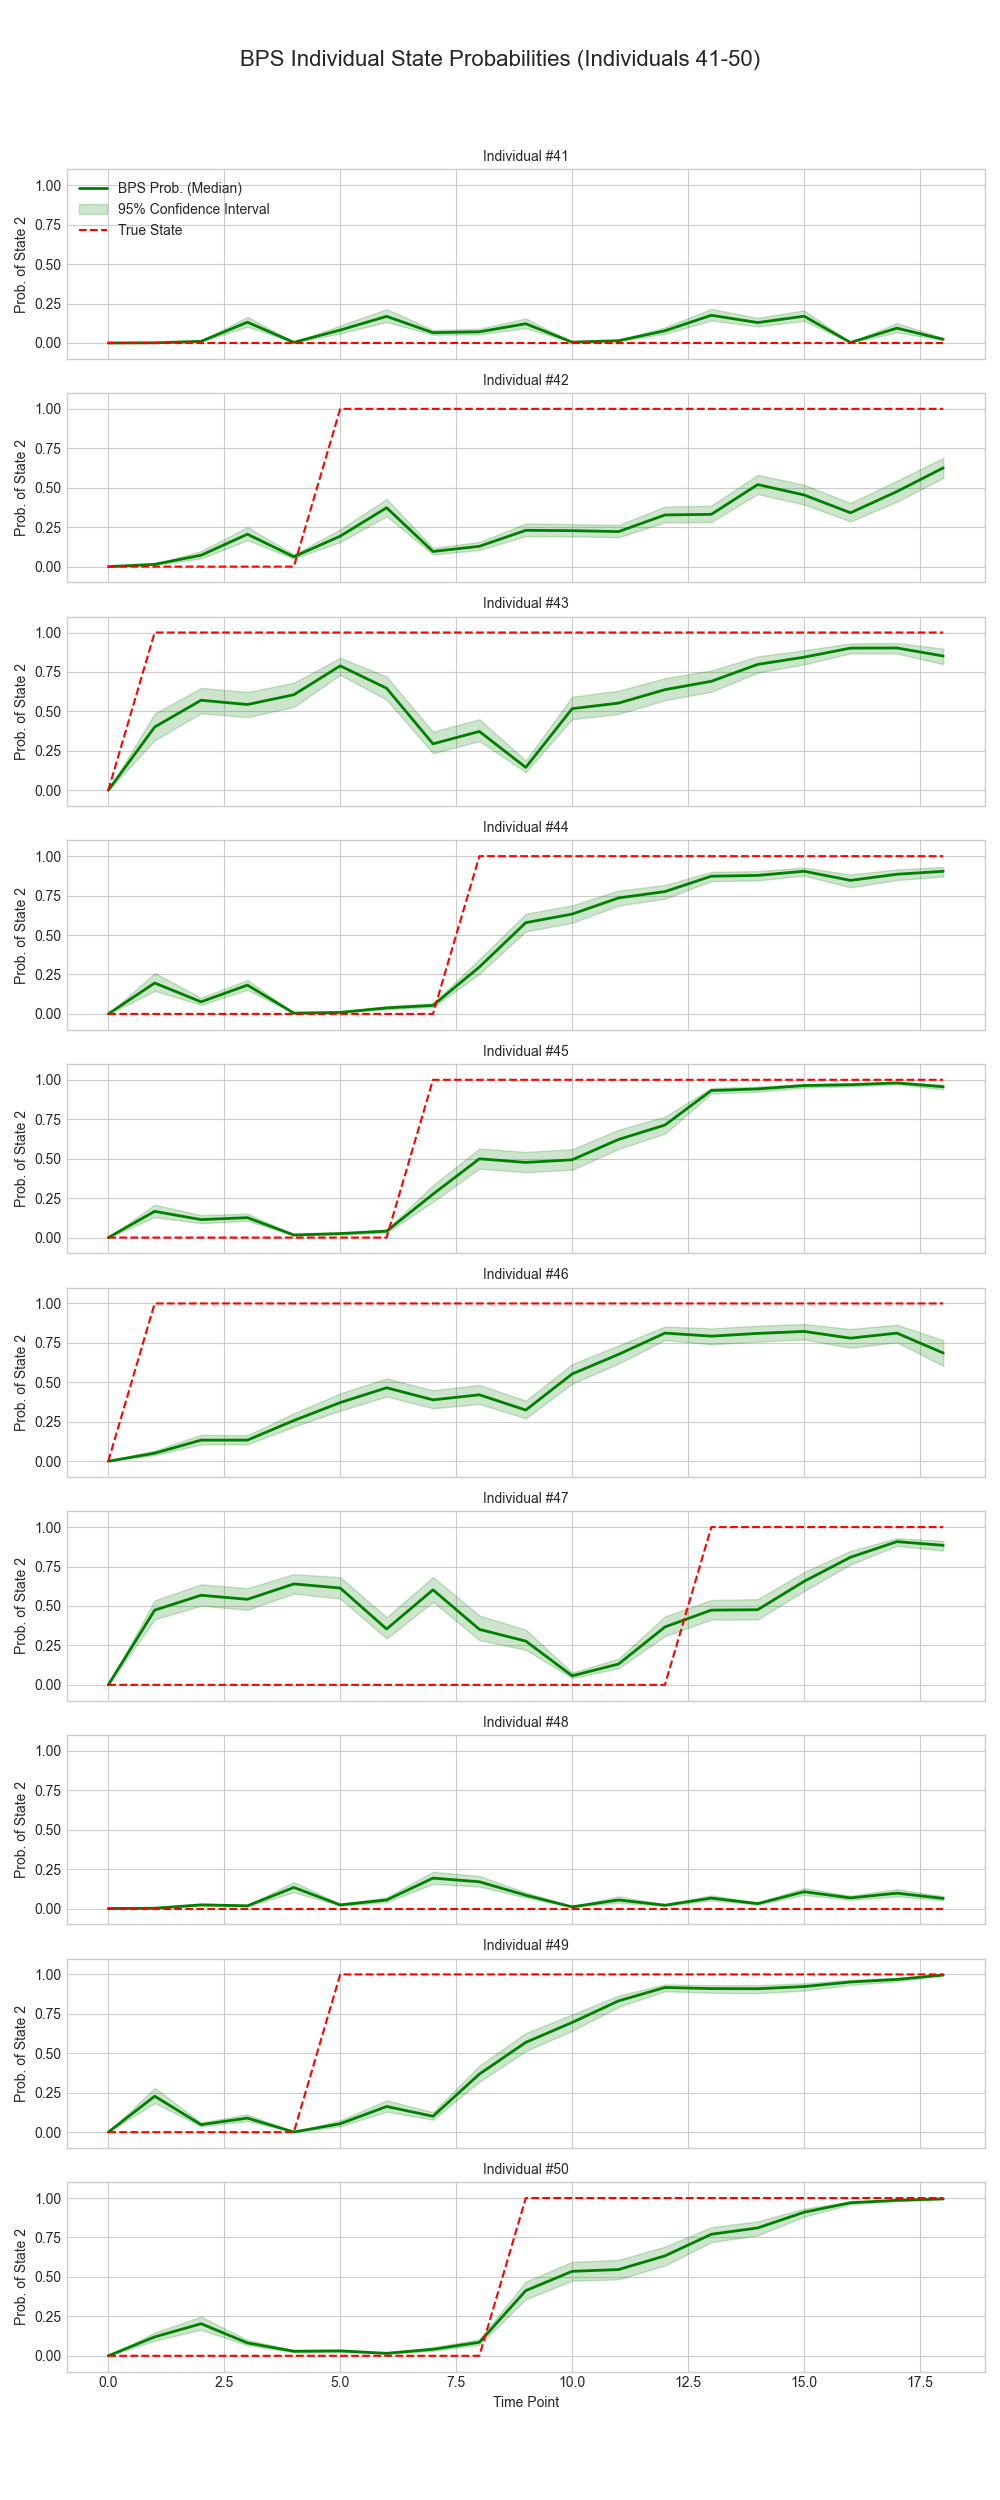 BPS Individual State Probabilities (Individuals 41-50)
Individual #41
1.00
0.75
0.50
0.25
0.00
Prob. of State 2
BPS Prob. (Median)
95% Confidence Interval
True State
Individual #42
1.00
0.75
0.50
0.25
0.00
Prob. of State 2
Individual #43
1.00
0.75
0.50
0.25
0.00
Prob. of State 2
Individual #44
1.00
0.75
0.50
0.25
0.00
Prob. of State 2
Individual #45
1.00
0.75
0.50
0.25
0.00
Prob. of State 2
Individual #46
1.00
0.75
0.50
0.25
0.00
Prob. of State 2
Individual #47
1.00
0.75
0.50
0.25
0.00
Prob. of State 2
Individual #48
1.00
0.75
0.50
0.25
0.00
Prob. of State 2
Individual #49
1.00
0.75
0.50
0.25
0.00
Prob. of State 2
Individual #50
1.00
0.75
0.50
0.25
0.00
Prob. of State 2
0.0 2.5 5.0 7.5 10.0 12.5 15.0 17.5
Time Point